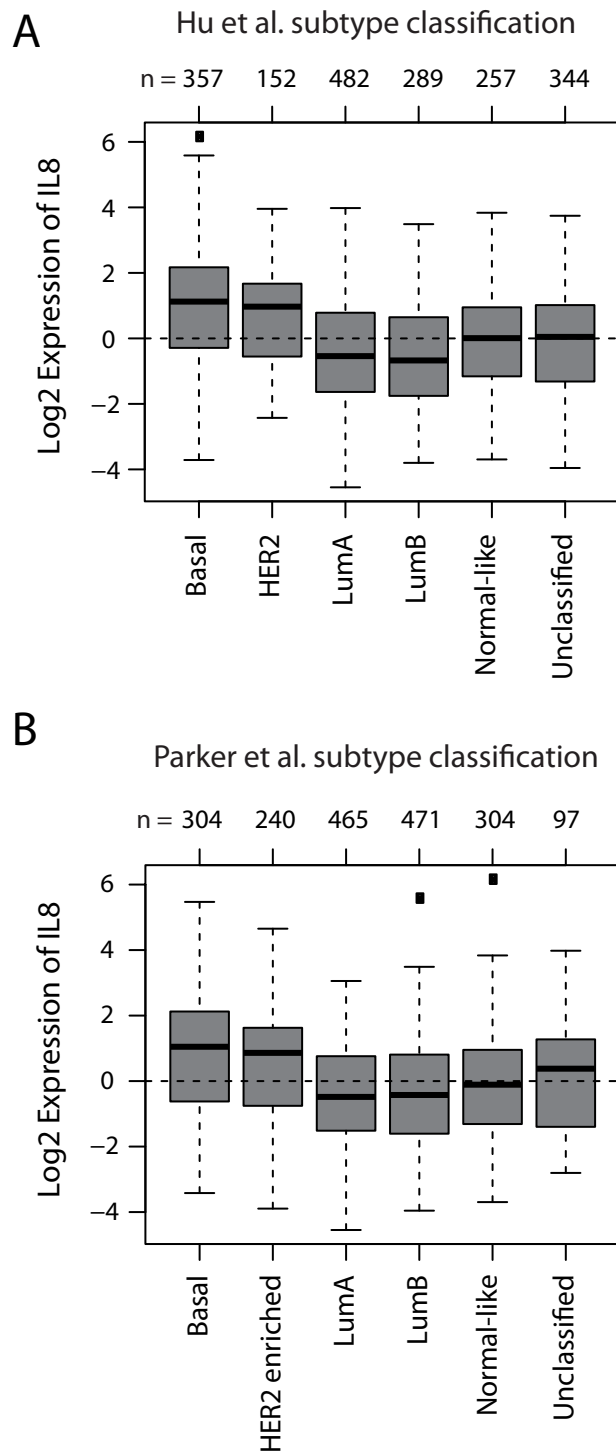 A
Hu et al. subtype classification
n = 357 152 482 289 257 344
Log2 Expression of IL8
6
4
2
0
−2
−4
Basal
HER2
LumA
LumB
Normal-like
Unclassified
B
Parker et al. subtype classification
n = 304 240 465 471 304 97
Log2 Expression of IL8
6
4
2
0
−2
−4
Basal
HER2 enriched
LumA
LumB
Normal-like
Unclassified